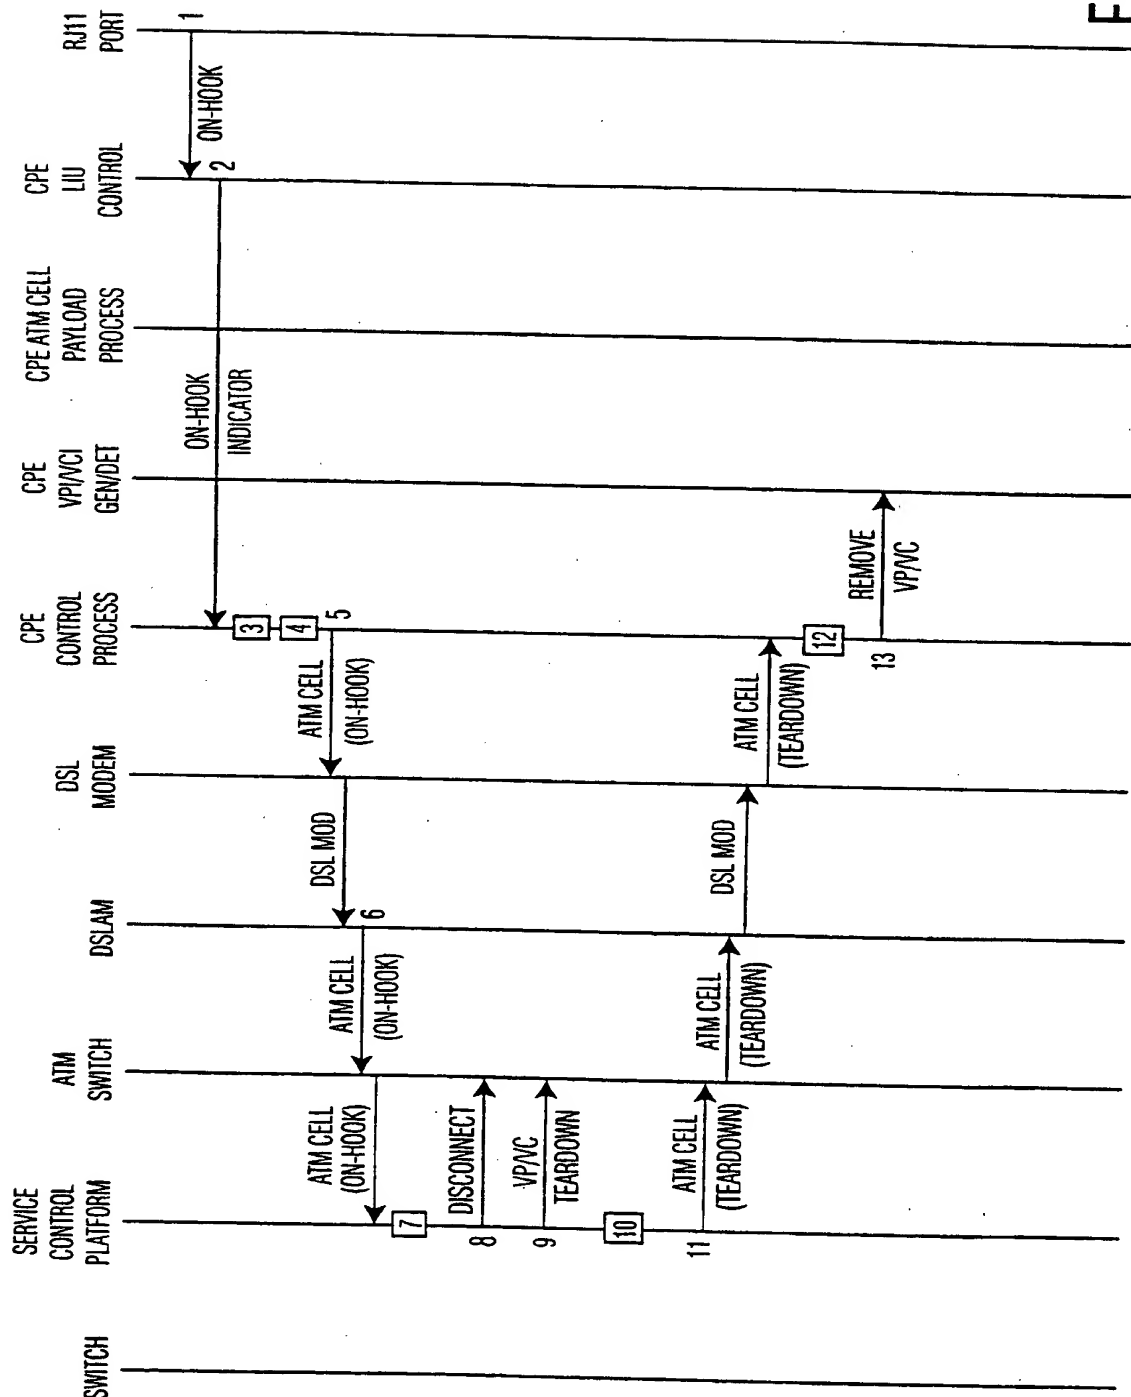 SWITCH
SERVICE
CONTROL
PLATFORM
ATM
SWITCH
DSLAM
DSL
MODEM
CPE
CONTROL
PROCESS
CPE
VPI/VCI
GEN/DET
CPE ATM CELL
PAYLOAD
PROCESS
CPE
LIU
CONTROL
RJ11
PORT
1
ON-HOOK
2
ON-HOOK
INDICATOR
3
4
5
ATM CELL
(ON-HOOK)
DSL MOD
6
ATM CELL
(ON-HOOK)
ATM CELL
(ON-HOOK)
7
8
DISCONNECT
9
VP/VC
TEARDOWN
10
11
ATM CELL
(TEARDOWN)
ATM CELL
(TEARDOWN)
DSL MOD
ATM CELL
(TEARDOWN)
12
13
REMOVE
VP/VC